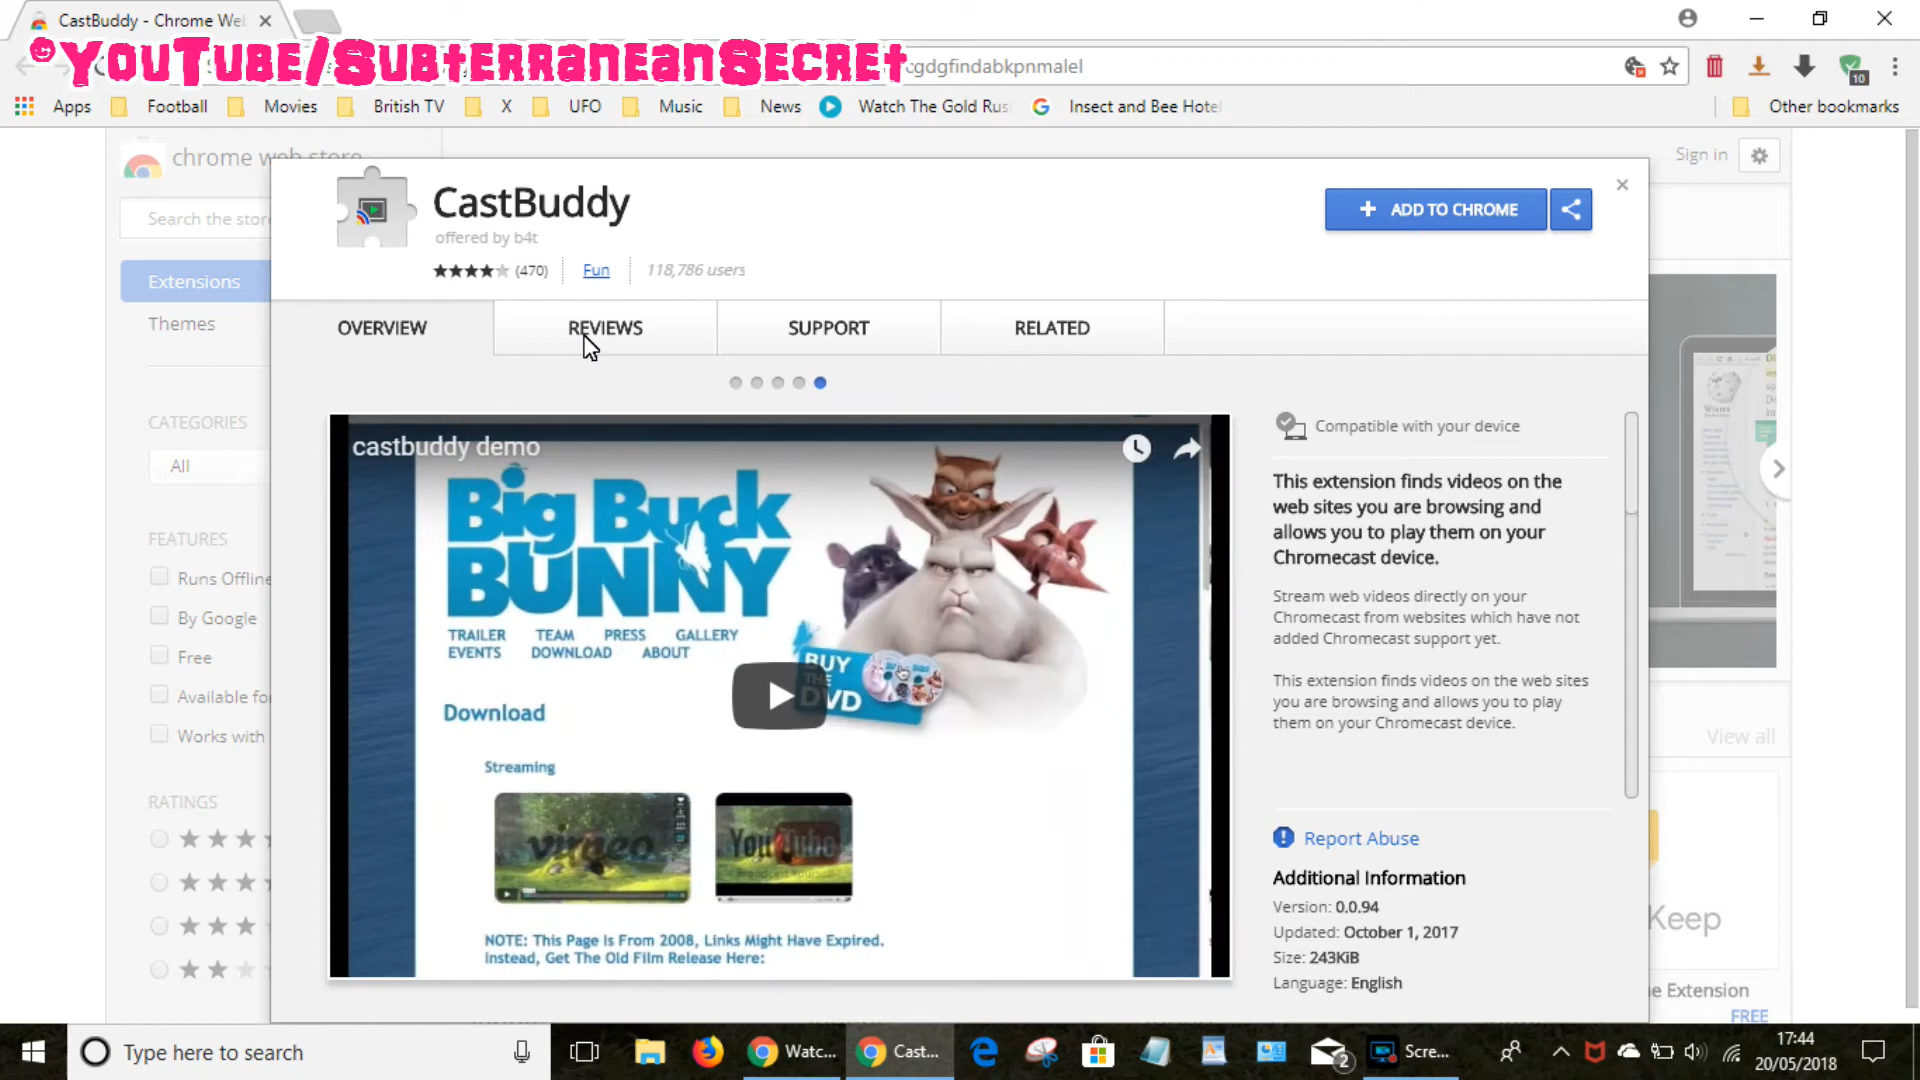 CastBuddy - Chrome Web
©YouTube/SubterraneanSecret
cgdgfindabkpnmalel
10
Apps
Football
Movies
British TV
X
UFO
Music
News
Watch The Gold Rus
Insect and Bee Hotel
Other bookmarks
chrome web store
Sign in
Search the store
Extensions
Themes
CATEGORIES
All
FEATURES
Runs Offline
By Google
Free
Available fo
Works with
RATINGS
CastBuddy
offered by b4t
(470)
Fun
118,786 users
+ ADD TO CHROME
OVERVIEW
REVIEWS
SUPPORT
RELATED
castbuddy demo
Big Buck
BUNNY
TRAILER TEAM PRESS GALLERY
EVENTS DOWNLOAD ABOUT
BUY
THE
DVD
Download
Streaming
vimeo
YouTube
NOTE: This Page Is From 2008, Links Might Have Expired.
Instead, Get The Old Film Release Here:
Compatible with your device
This extension finds videos on the
web sites you are browsing and
allows you to play them on your
Chromecast device.
Stream web videos directly on your
Chromecast from websites which have not
added Chromecast support yet.
This extension finds videos on the web sites
you are browsing and allows you to play
them on your Chromecast device.
Report Abuse
Additional Information
Version: 0.0.94
Updated: October 1, 2017
Size: 243KiB
Language: English
View all
Keep
e Extension
FREE
Type here to search
Watc...
Cast...
2
Scre...
17:44
20/05/2018